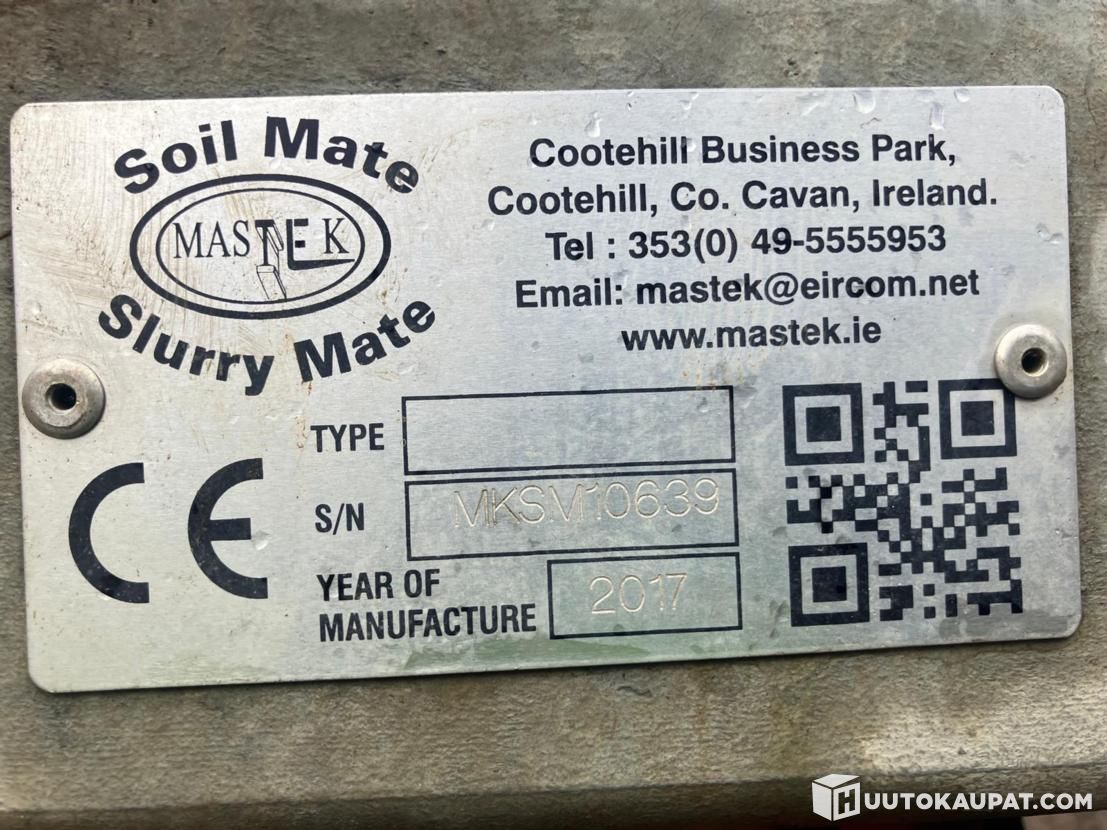 Soil Mate
MASTEK
Slurry Mate
Cootehill Business Park,
Cootehill, Co. Cavan, Ireland.
Tel : 353(0) 49-5555953
Email: mastek@eircom.net
www.mastek.ie
CE
TYPE
S/N MKSM10639
YEAR OF
MANUFACTURE 2017
HUUTOKAUPAT.COM